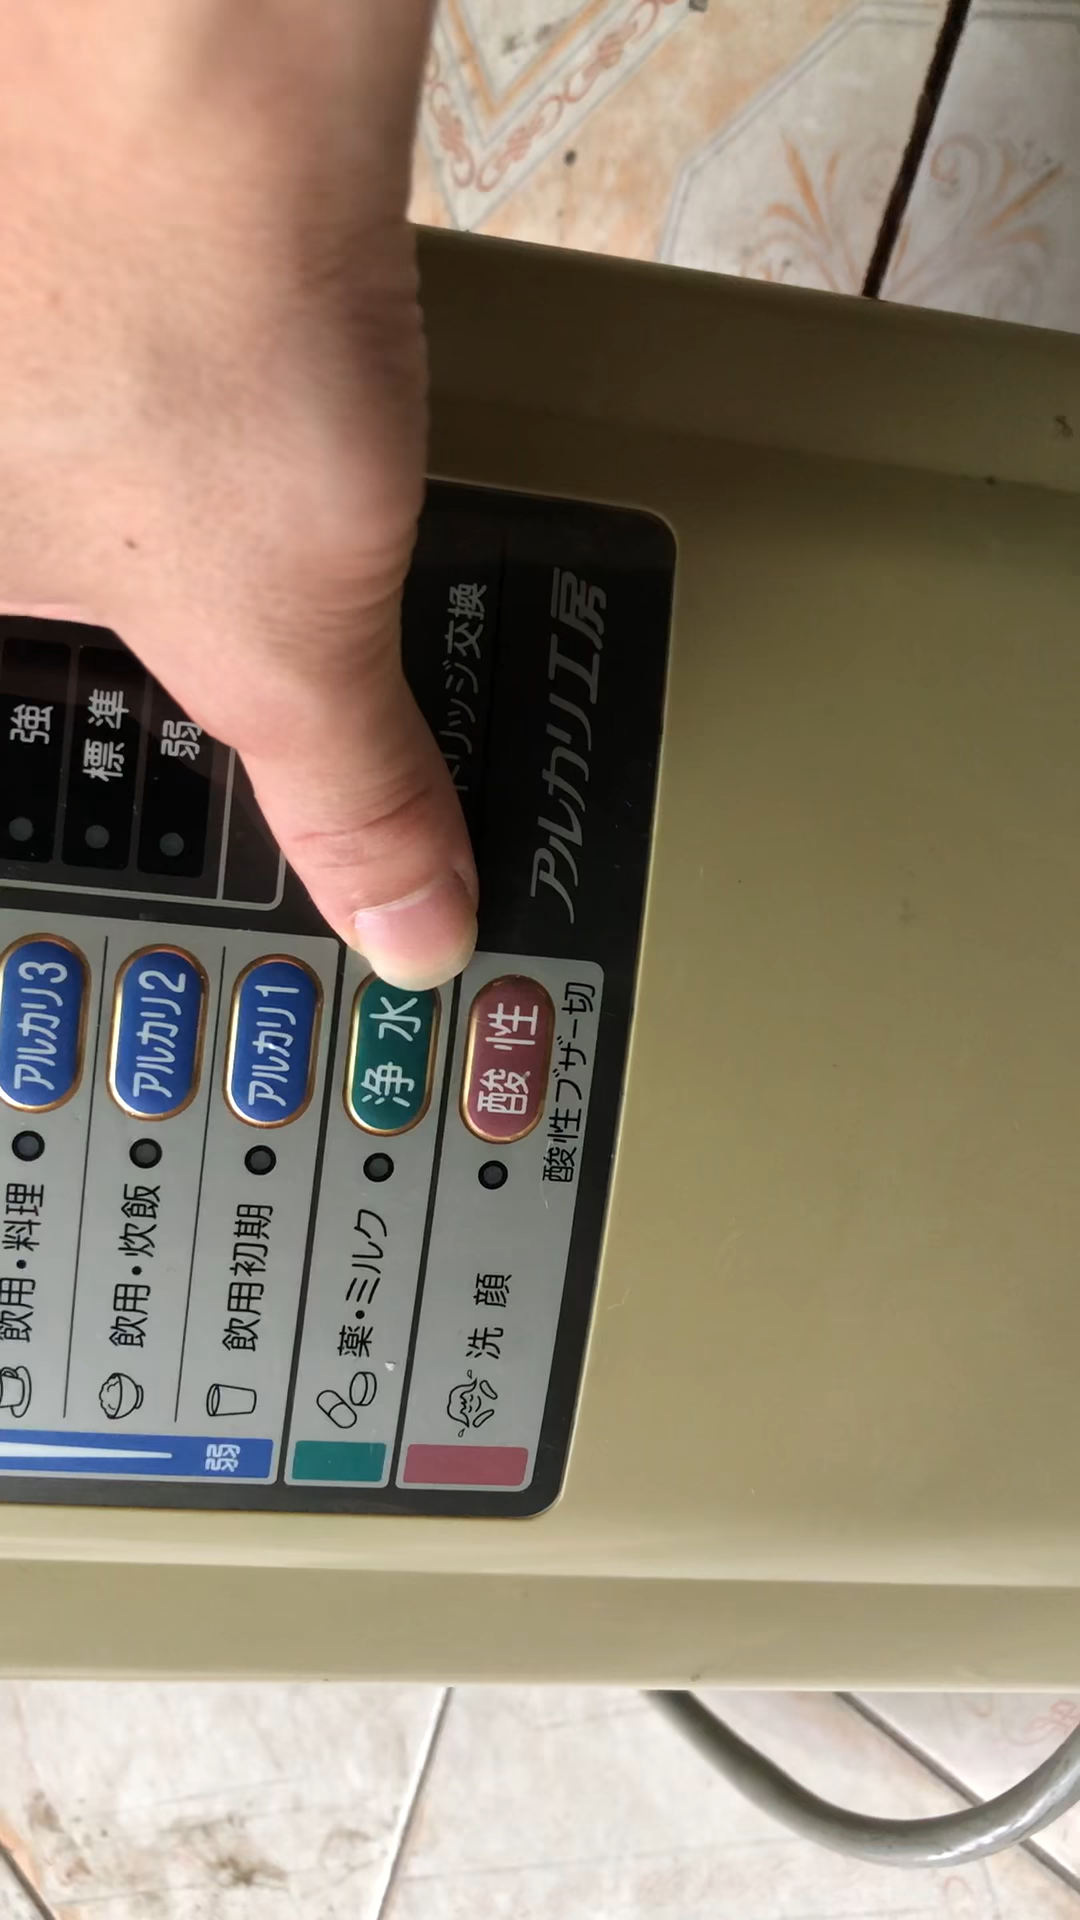 アルカリ工房
トリッジ交換
強
標準
弱
アルカリ3
飲用・料理
アルカリ2
飲用・炊飯
アルカリ1
飲用初期
弱
浄水
薬・ミルク
酸性
洗顔
酸性ブザー切